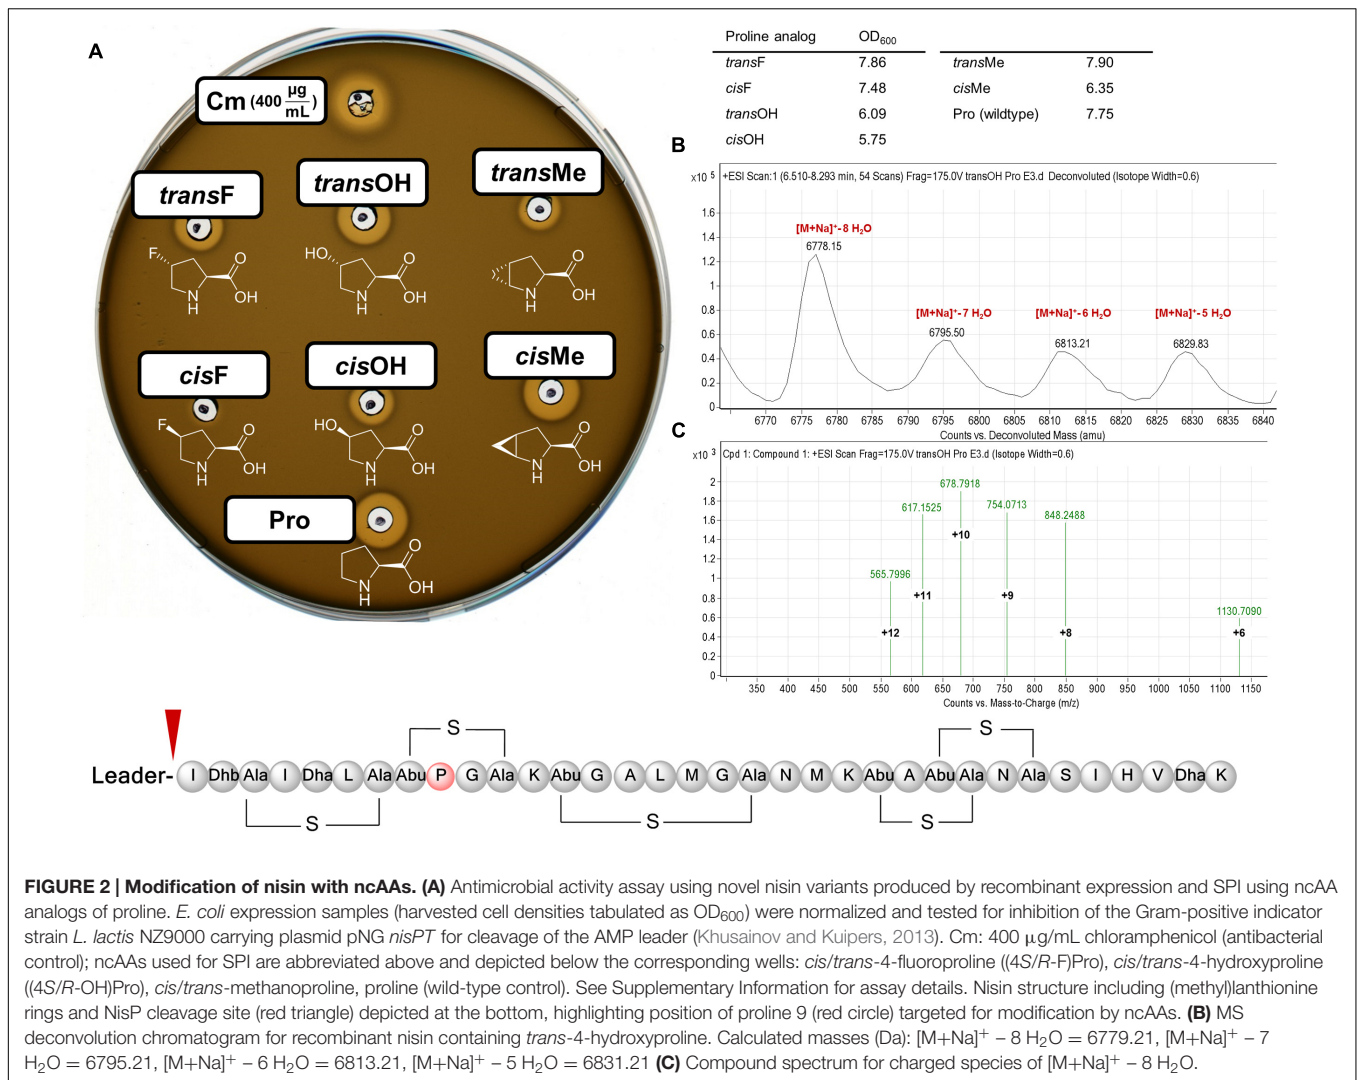 A
Cm (400 μg/mL)
transF
transOH
transMe
F
HO
N
H
O
OH
N
H
O
OH
N
H
O
OH
cisF
cisOH
cisMe
F
HO
N
H
O
OH
N
H
O
OH
N
H
O
OH
Pro
N
H
O
OH
Proline analog OD600
transF 7.86 transMe 7.90
cisF 7.48 cisMe 6.35
transOH 6.09 Pro (wildtype) 7.75
cisOH 5.75
B
x10 5 +ESI Scan:1 (6.510-8.293 min, 54 Scans) Frag=175.0V transOH Pro E3.d Deconvoluted (Isotope Width=0.6)
1.6
1.4
1.2
1
0.8
0.6
0.4
0.2
0
[M+Na]+-8 H2O
6778.15
[M+Na]+-7 H2O
6795.50
[M+Na]+-6 H2O
6813.21
[M+Na]+-5 H2O
6829.83
6770 6775 6780 6785 6790 6795 6800 6805 6810 6815 6820 6825 6830 6835 6840
Counts vs. Deconvoluted Mass (amu)
C
x10 3 Cpd 1: Compound 1: +ESI Scan Frag=175.0V transOH Pro E3.d (Isotope Width=0.6)
2
1.8
1.6
1.4
1.2
1
0.8
0.6
0.4
0.2
0
565.7996
+12
617.1525
+11
678.7918
+10
754.0713
+9
848.2488
+8
1130.7090
+6
350 400 450 500 550 600 650 700 750 800 850 900 950 1000 1050 1100 1150
Counts vs. Mass-to-Charge (m/z)
S S
Leader- I Dhb Ala I Dha L Ala Abu P G Ala K Abu G A L M G Ala N M K Abu A Abu Ala N Ala S I H V Dha K
S S S
FIGURE 2 | Modification of nisin with ncAAs. (A) Antimicrobial activity assay using novel nisin variants produced by recombinant expression and SPI using ncAA
analogs of proline. E. coli expression samples (harvested cell densities tabulated as OD600) were normalized and tested for inhibition of the Gram-positive indicator
strain L. lactis NZ9000 carrying plasmid pNG nisPT for cleavage of the AMP leader (Khusainov and Kuipers, 2013). Cm: 400 μg/mL chloramphenicol (antibacterial
control); ncAAs used for SPI are abbreviated above and depicted below the corresponding wells: cis/trans-4-fluoroproline ((4S/R-F)Pro), cis/trans-4-hydroxyproline
((4S/R-OH)Pro), cis/trans-methanoproline, proline (wild-type control). See Supplementary Information for assay details. Nisin structure including (methyl)lanthionine
rings and NisP cleavage site (red triangle) depicted at the bottom, highlighting position of proline 9 (red circle) targeted for modification by ncAAs. (B) MS
deconvolution chromatogram for recombinant nisin containing trans-4-hydroxyproline. Calculated masses (Da): [M+Na]+ – 8 H2O = 6779.21, [M+Na]+ – 7
H2O = 6795.21, [M+Na]+ – 6 H2O = 6813.21, [M+Na]+ – 5 H2O = 6831.21 (C) Compound spectrum for charged species of [M+Na]+ – 8 H2O.